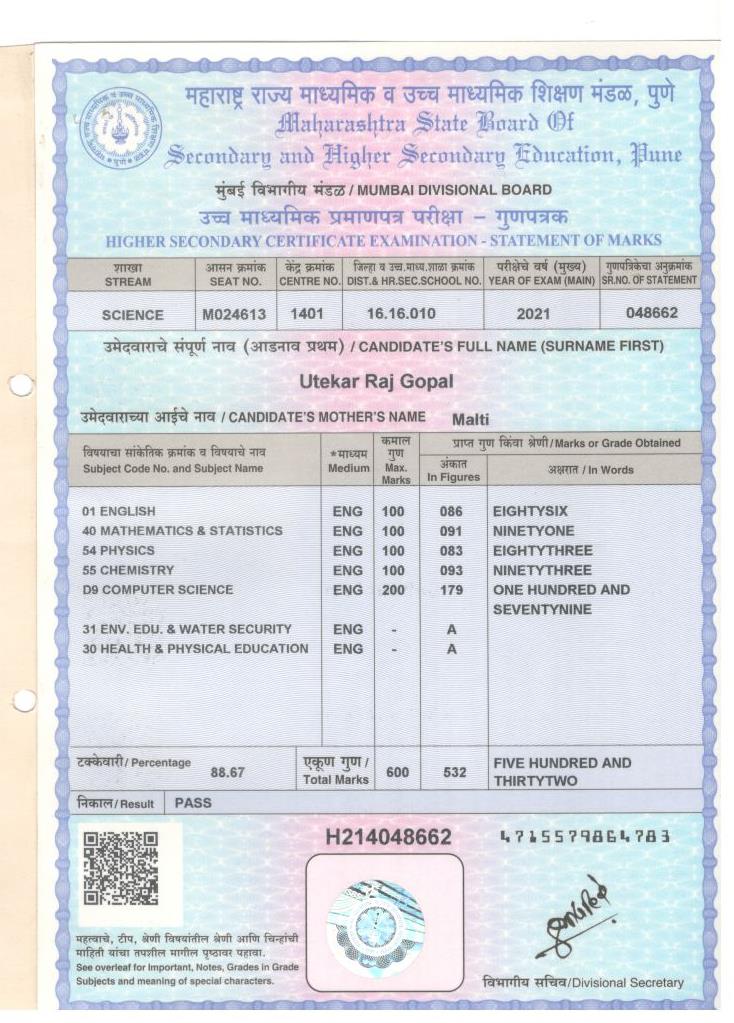 महाराष्ट्र राज्य माध्यमिक व उच्च माध्यमिक शिक्षण मंडळ, पुणे
Maharashtra State Board Of
Secondary and Higher Secondary Education, Pune
मुंबई विभागीय मंडळ / MUMBAI DIVISIONAL BOARD
उच्च माध्यमिक प्रमाणपत्र परीक्षा – गुणपत्रक
HIGHER SECONDARY CERTIFICATE EXAMINATION - STATEMENT OF MARKS
शाखा आसन क्रमांक केंद्र क्रमांक जिल्हा व उच्च.माध्य.शाळा क्रमांक परीक्षेचे वर्ष (मुख्य) गुणपत्रिकेचा अनुक्रमांक
STREAM SEAT NO. CENTRE NO. DIST.& HR.SEC.SCHOOL NO. YEAR OF EXAM (MAIN) SR.NO. OF STATEMENT
SCIENCE M024613 1401 16.16.010 2021 048662
उमेदवाराचे संपूर्ण नाव (आडनाव प्रथम) / CANDIDATE'S FULL NAME (SURNAME FIRST)
Utekar Raj Gopal
उमेदवाराच्या आईचे नाव / CANDIDATE'S MOTHER'S NAME Malti
विषयाचा सांकेतिक क्रमांक व विषयाचे नाव
Subject Code No. and Subject Name
*माध्यम
Medium
कमाल
गुण
Max.
Marks
प्राप्त गुण किंवा श्रेणी/Marks or Grade Obtained
अंकात
In Figures
अक्षरात / In Words
01 ENGLISH ENG 100 086 EIGHTYSIX
40 MATHEMATICS & STATISTICS ENG 100 091 NINETYONE
54 PHYSICS ENG 100 083 EIGHTYTHREE
55 CHEMISTRY ENG 100 093 NINETYTHREE
D9 COMPUTER SCIENCE ENG 200 179 ONE HUNDRED AND
SEVENTYNINE
31 ENV. EDU. & WATER SECURITY ENG - A
30 HEALTH & PHYSICAL EDUCATION ENG - A
टक्केवारी/ Percentage 88.67
एकूण गुण /
Total Marks
600 532
FIVE HUNDRED AND
THIRTYTWO
निकाल/ Result PASS
H214048662
4715579864783
महत्वाचे, टीप, श्रेणी विषयांतील श्रेणी आणि चिन्हांची
माहिती यांचा तपशील मागील पृष्ठावर पहावा.
See overleaf for Important, Notes, Grades in Grade
Subjects and meaning of special characters.
विभागीय सचिव/Divisional Secretary